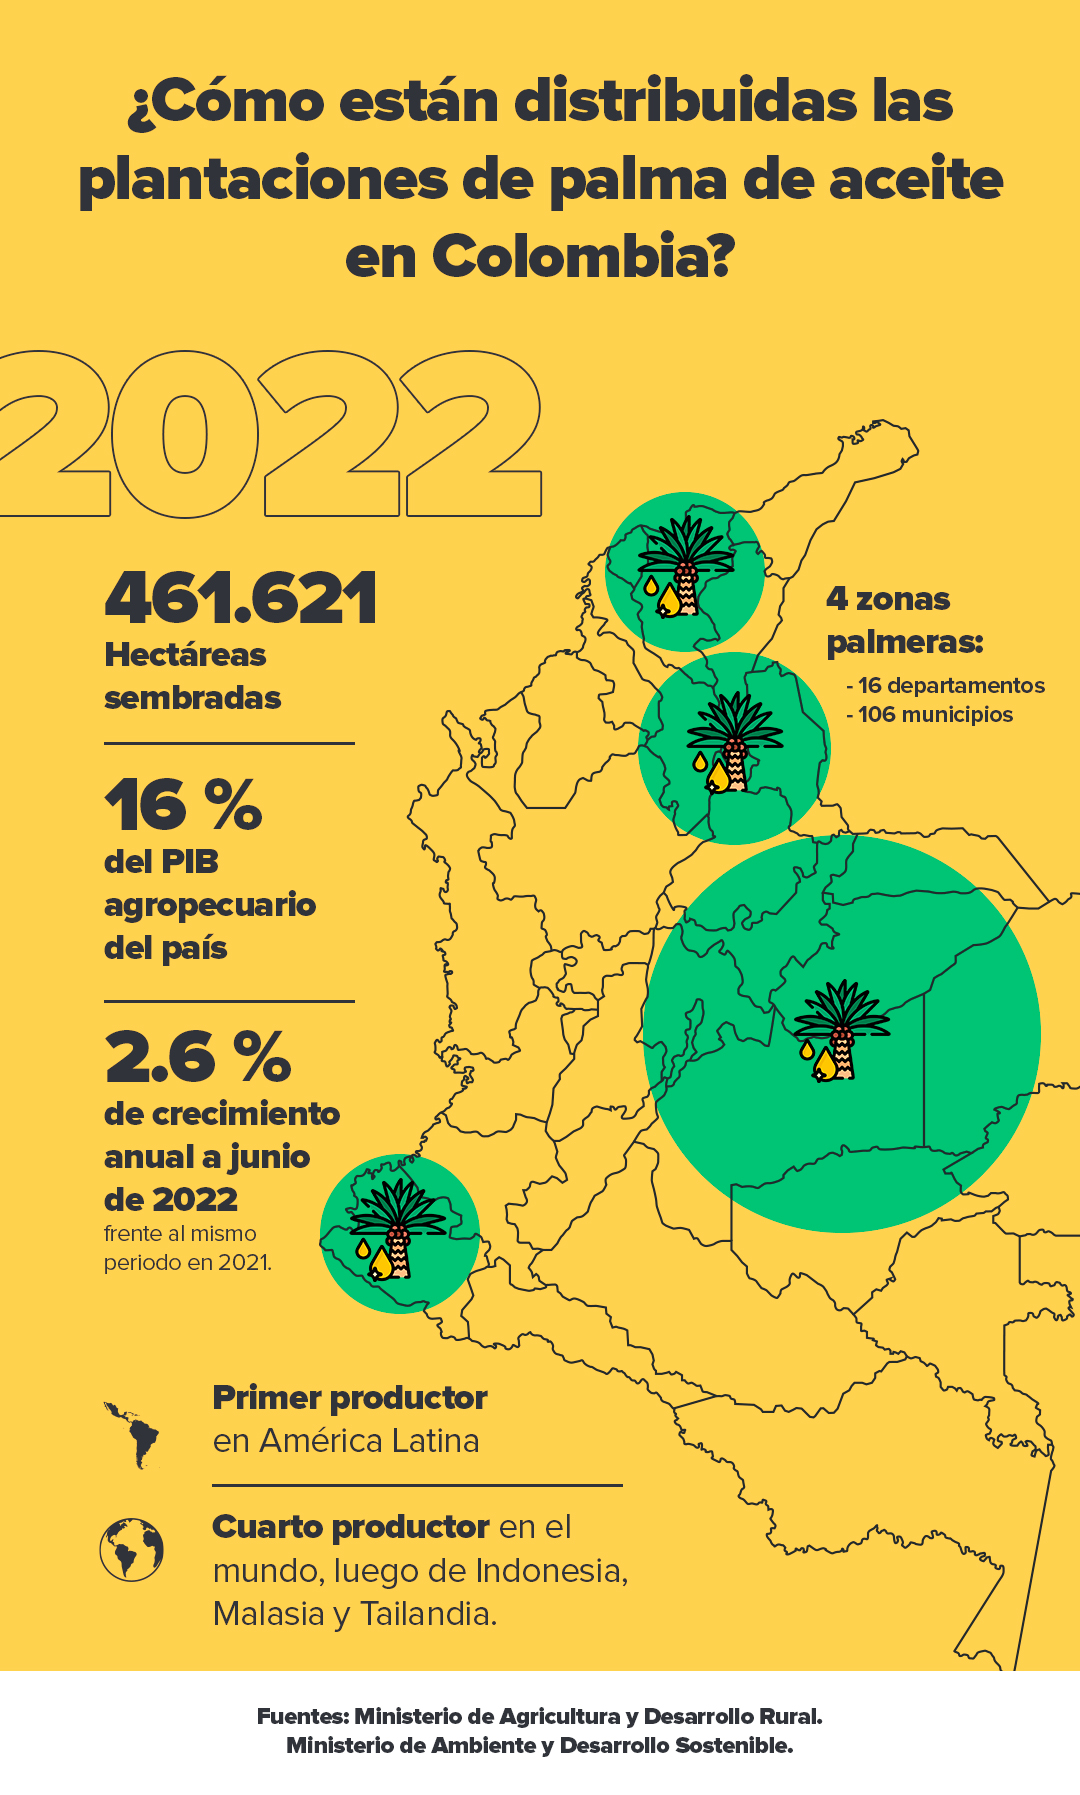 ¿Cómo están distribuidas las
plantaciones de palma de aceite
en Colombia?
2022
461.621
Hectáreas
sembradas
16 %
del PIB
agropecuario
del país
2.6 %
de crecimiento
anual a junio
de 2022
frente al mismo
periodo en 2021.
4 zonas
palmeras:
- 16 departamentos
- 106 municipios
Primer productor
en América Latina
Cuarto productor en el
mundo, luego de Indonesia,
Malasia y Tailandia.
Fuentes: Ministerio de Agricultura y Desarrollo Rural.
Ministerio de Ambiente y Desarrollo Sostenible.